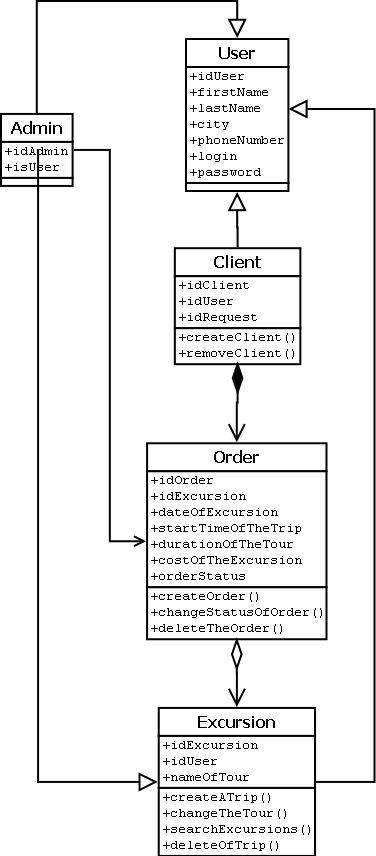 User
+idUser
+firstName
+lastName
+city
+phoneNumber
+login
+password
Admin
+idAdmin
+isUser
Client
+idClient
+idUser
+idRequest
+createClient()
+removeClient()
Order
+idOrder
+idExcursion
+dateOfExcursion
+startTimeOfTheTrip
+durationOfTheTour
+costOfTheExcursion
+orderStatus
+createOrder()
+changeStatusOfOrder()
+deleteTheOrder()
Excursion
+idExcursion
+idUser
+nameOfTour
+createATrip()
+changeTheTour()
+searchExcursions()
+deleteOfTrip()